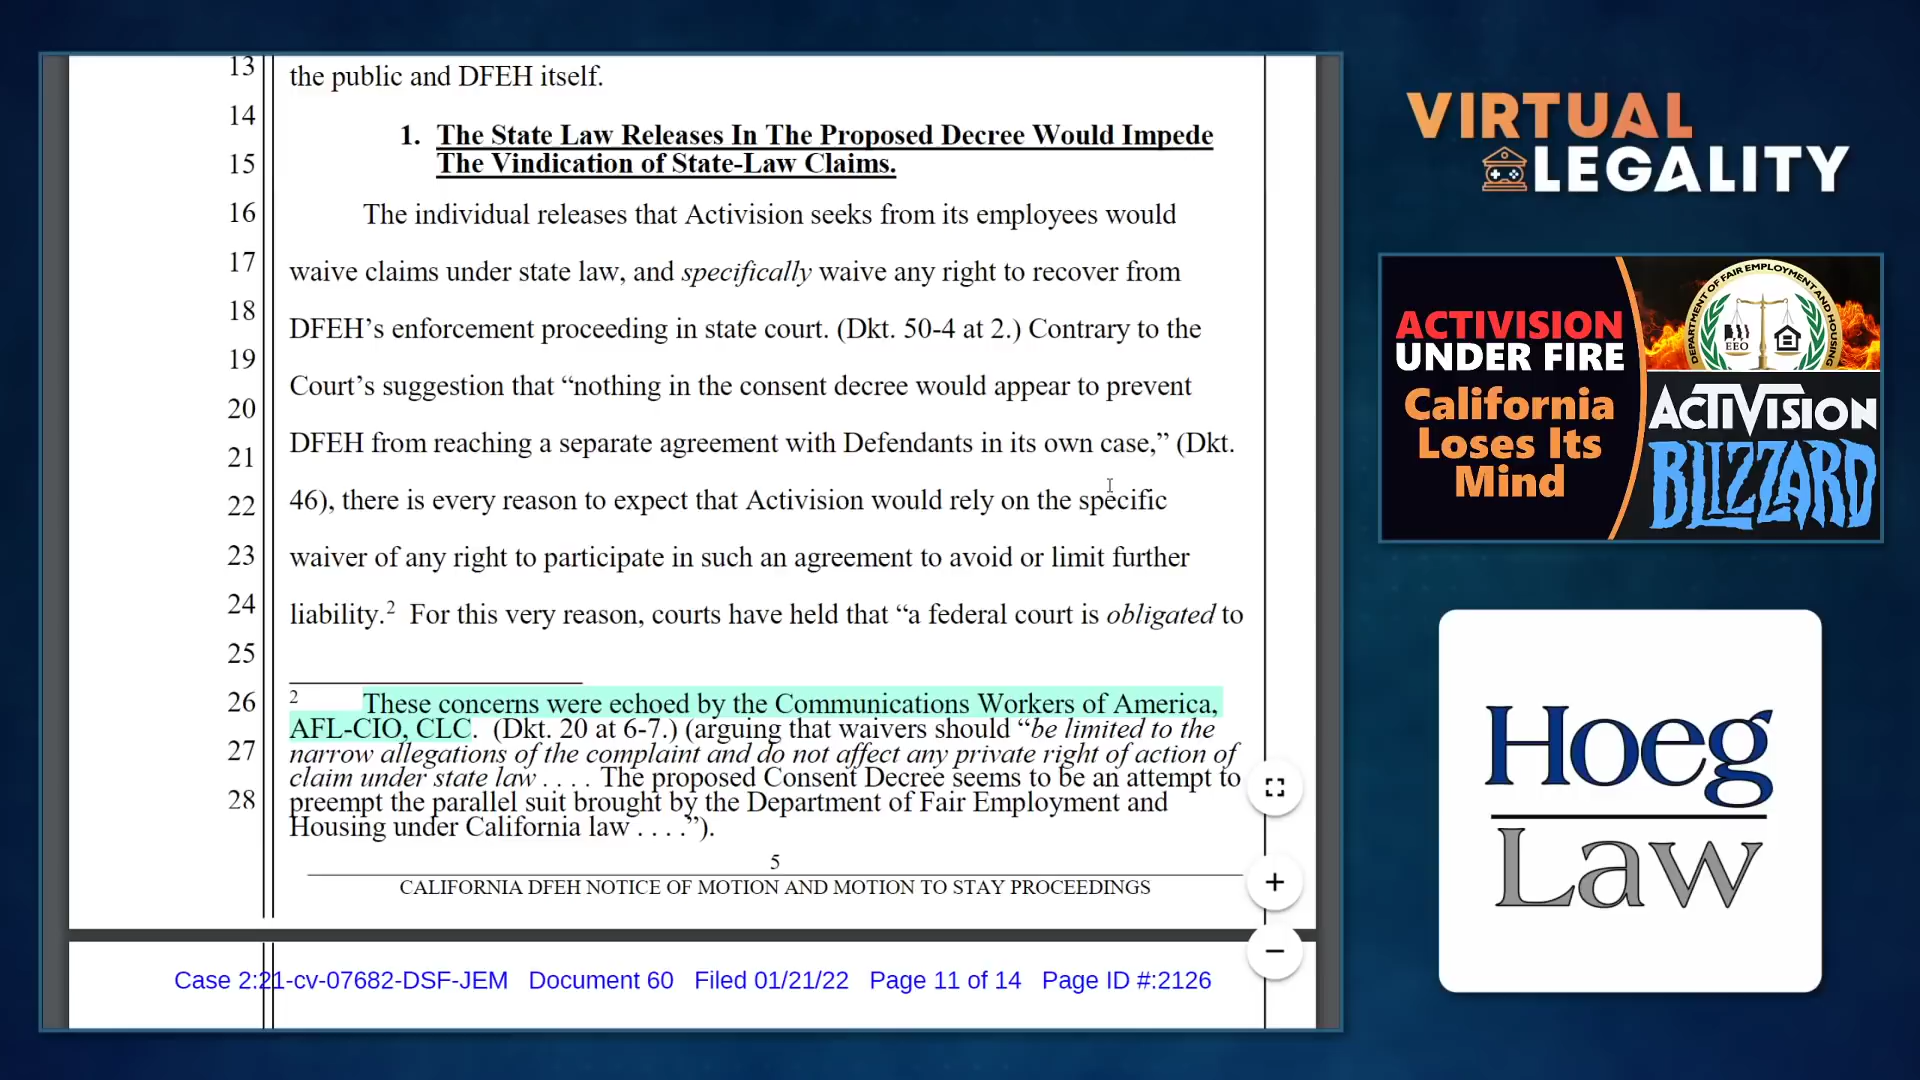 13 the public and DFEH itself.
14 1. The State Law Releases In The Proposed Decree Would Impede
15 The Vindication of State-Law Claims.
16 The individual releases that Activision seeks from its employees would
17 waive claims under state law, and specifically waive any right to recover from
18 DFEH’s enforcement proceeding in state court. (Dkt. 50-4 at 2.) Contrary to the
19 Court’s suggestion that “nothing in the consent decree would appear to prevent
20 DFEH from reaching a separate agreement with Defendants in its own case,” (Dkt.
21
22 46), there is every reason to expect that Activision would rely on the specific
23 waiver of any right to participate in such an agreement to avoid or limit further
24 liability.2 For this very reason, courts have held that “a federal court is obligated to
25
26 2 These concerns were echoed by the Communications Workers of America,
AFL-CIO, CLC. (Dkt. 20 at 6-7.) (arguing that waivers should “be limited to the
27 narrow allegations of the complaint and do not affect any private right of action of
claim under state law . . . . The proposed Consent Decree seems to be an attempt to
28 preempt the parallel suit brought by the Department of Fair Employment and
Housing under California law . . . .”).
5
CALIFORNIA DFEH NOTICE OF MOTION AND MOTION TO STAY PROCEEDINGS
Case 2:21-cv-07682-DSF-JEM Document 60 Filed 01/21/22 Page 11 of 14 Page ID #:2126
VIRTUAL
LEGALITY
ACTIVISION
UNDER FIRE
California
Loses Its
Mind
DEPARTMENT OF FAIR EMPLOYMENT AND HOUSING
EEO
ACTIVISION
BLIZZARD
Hoeg
Law